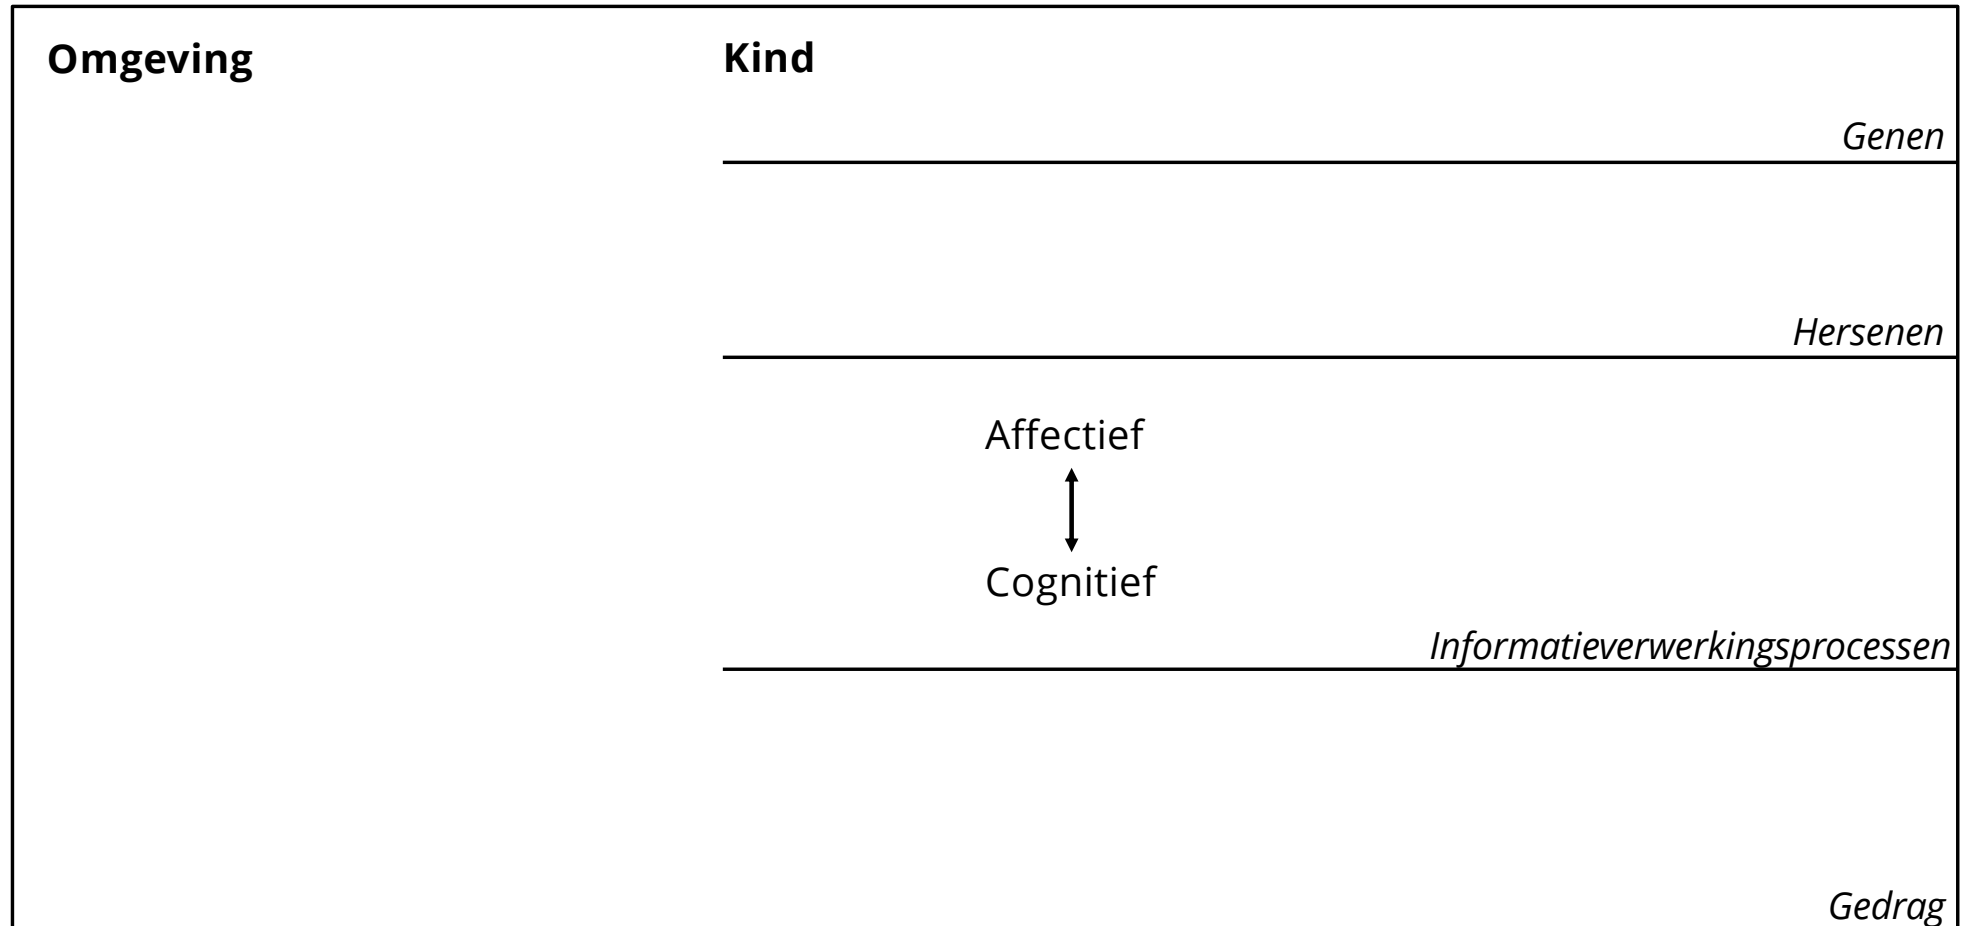 Omgeving
Kind
Genen
Hersenen
Affectief
Cognitief
Informatieverwerkingsprocessen
Gedrag